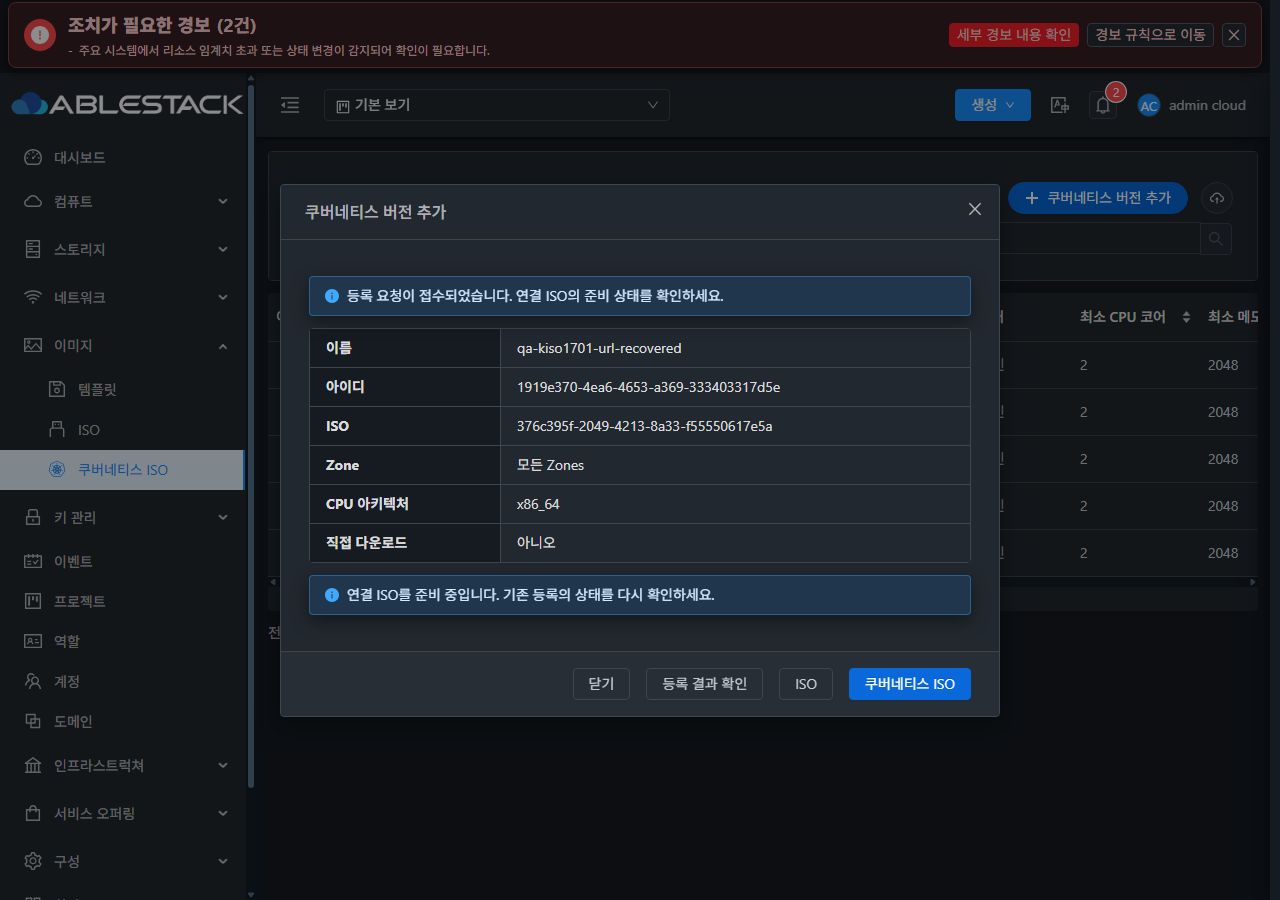 조치가 필요한 경보 (2건)
- 주요 시스템에서 리소스 임계치 초과 또는 상태 변경이 감지되어 확인이 필요합니다.
세부 경보 내용 확인
경보 규칙으로 이동
ABLESTACK
기본 보기
생성
2
AC
admin cloud
대시보드
컴퓨트
스토리지
네트워크
이미지
템플릿
ISO
쿠버네티스 ISO
키 관리
이벤트
프로젝트
역할
계정
도메인
인프라스트럭쳐
서비스 오퍼링
구성
쿠버네티스 버전 추가
최소 CPU 코어
최소 메모
2 2048
2 2048
2 2048
2 2048
2 2048
쿠버네티스 버전 추가
등록 요청이 접수되었습니다. 연결 ISO의 준비 상태를 확인하세요.
이름 qa-kiso1701-url-recovered
아이디 1919e370-4ea6-4653-a369-333403317d5e
ISO 376c395f-2049-4213-8a33-f55550617e5a
Zone 모든 Zones
CPU 아키텍처 x86_64
직접 다운로드 아니오
연결 ISO를 준비 중입니다. 기존 등록의 상태를 다시 확인하세요.
닫기
등록 결과 확인
ISO
쿠버네티스 ISO